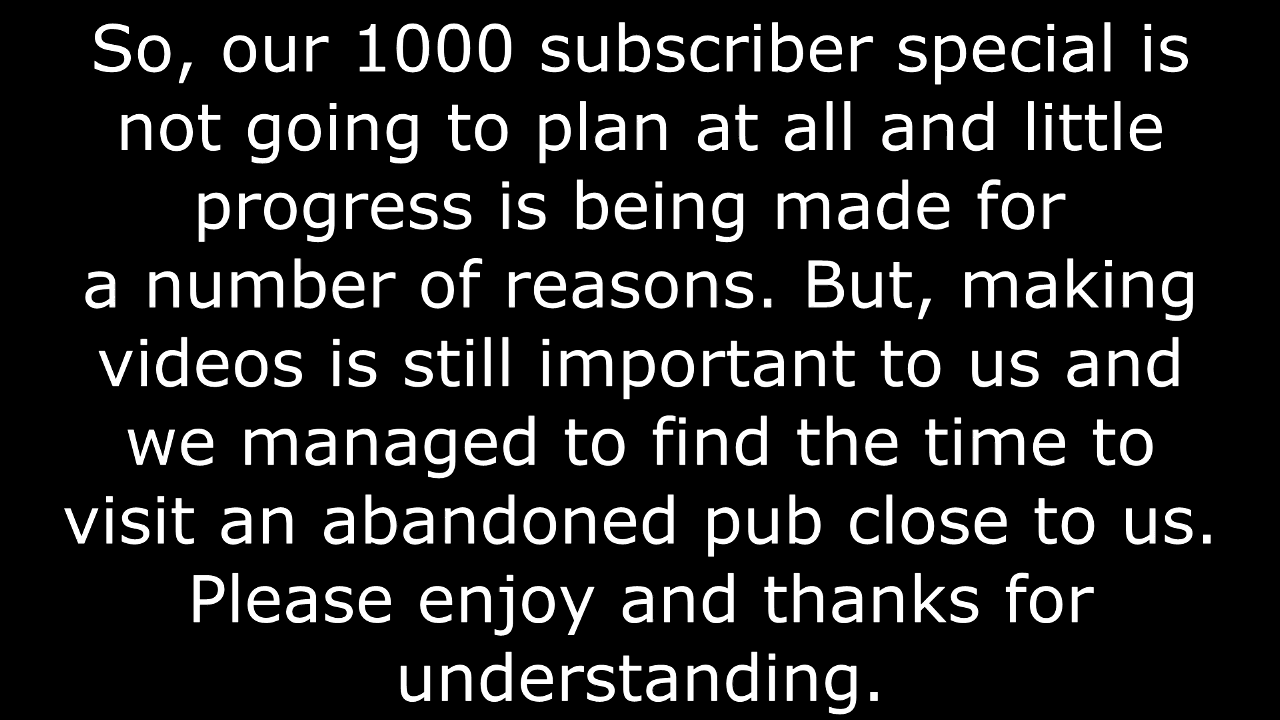 So, our 1000 subscriber special is
not going to plan at all and little
progress is being made for
a number of reasons. But, making
videos is still important to us and
we managed to find the time to
visit an abandoned pub close to us.
Please enjoy and thanks for
understanding.